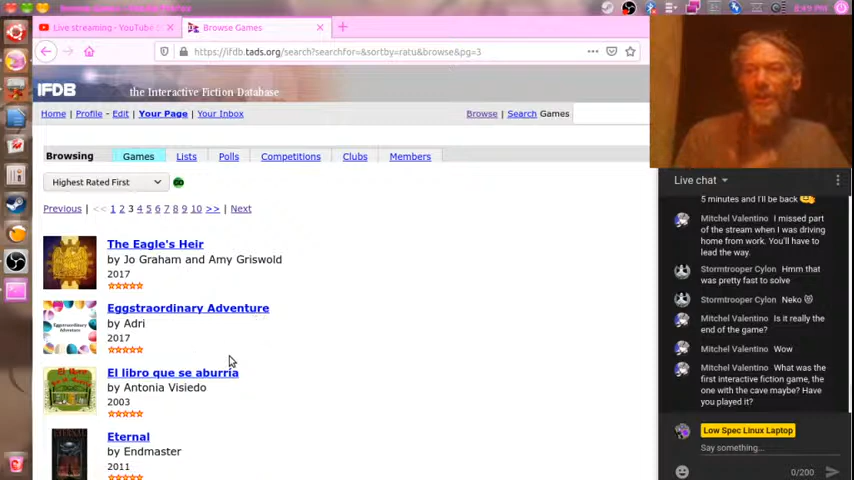 8:49 PM
Live streaming - YouTube
Browse Games
https://ifdb.tads.org/search?searchfor=&sortby=ratu&browse&pg=3
IFDB
the Interactive Fiction Database
Home | Profile - Edit | Your Page | Your Inbox
Browse | Search Games
Browsing Games Lists Polls Competitions Clubs Members
Highest Rated First
GO
Previous | << 1 2 3 4 5 6 7 8 9 10 >> | Next
The Eagle's Heir
by Jo Graham and Amy Griswold
2017
Eggstraordinary Adventure
by Adri
2017
El libro que se aburría
by Antonia Visiedo
2003
Eternal
by Endmaster
2011
Live chat
5 minutes and I'll be back
Mitchel Valentino I missed part
of the stream when I was driving
home from work. You'll have to
lead the way.
Stormtrooper Cylon Hmm that
was pretty fast to solve
Stormtrooper Cylon Neko
Mitchel Valentino Is it really the
end of the game?
Mitchel Valentino Wow
Mitchel Valentino What was the
first interactive fiction game, the
one with the cave maybe? Have
you played it?
Low Spec Linux Laptop
Say something...
0/200